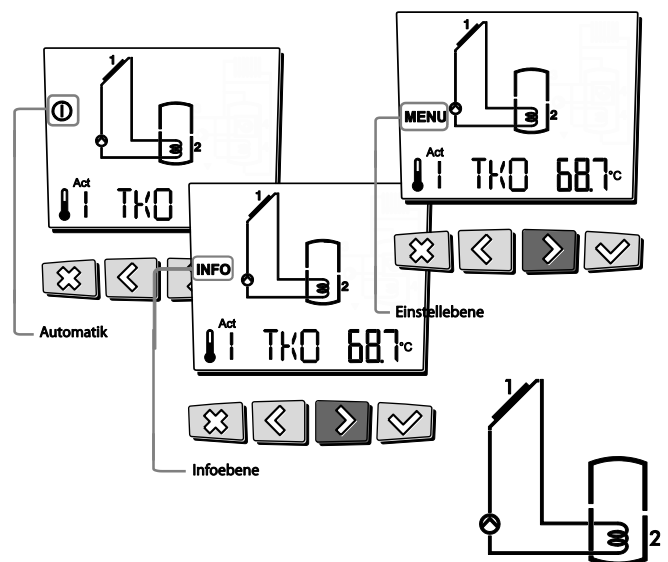 1
2
Act
1 TKO
Automatik
1
INFO
2
Act
1 TKO 68.7°C
Infoebene
1
MENU
2
Act
1 TKO 68.7°C
Einstellebene
1
2